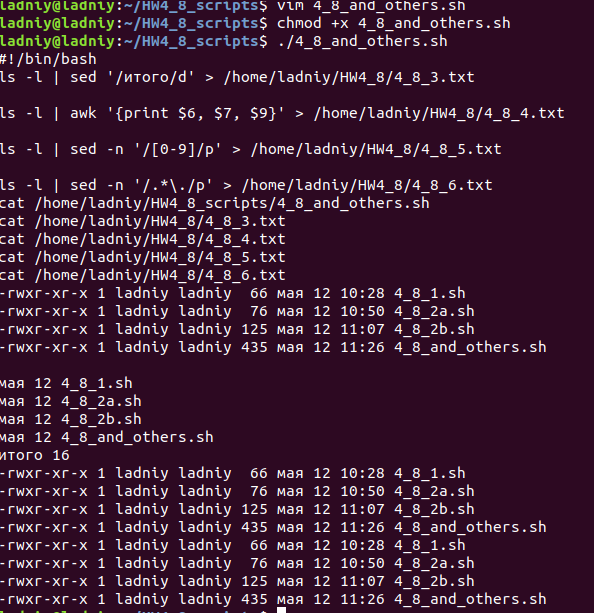 ladniy@ladniy:~/HW4_8_scripts$ vim 4_8_and_others.sh
ladniy@ladniy:~/HW4_8_scripts$ chmod +x 4_8_and_others.sh
ladniy@ladniy:~/HW4_8_scripts$ ./4_8_and_others.sh
#!/bin/bash
ls -l | sed '/итого/d' > /home/ladniy/HW4_8/4_8_3.txt
ls -l | awk '{print $6, $7, $9}' > /home/ladniy/HW4_8/4_8_4.txt
ls -l | sed -n '/[0-9]/p' > /home/ladniy/HW4_8/4_8_5.txt
ls -l | sed -n '/.*\./p' > /home/ladniy/HW4_8/4_8_6.txt
cat /home/ladniy/HW4_8_scripts/4_8_and_others.sh
cat /home/ladniy/HW4_8/4_8_3.txt
cat /home/ladniy/HW4_8/4_8_4.txt
cat /home/ladniy/HW4_8/4_8_5.txt
cat /home/ladniy/HW4_8/4_8_6.txt
-rwxr-xr-x 1 ladniy ladniy  66 мая 12 10:28 4_8_1.sh
-rwxr-xr-x 1 ladniy ladniy  76 мая 12 10:50 4_8_2a.sh
-rwxr-xr-x 1 ladniy ladniy 125 мая 12 11:07 4_8_2b.sh
-rwxr-xr-x 1 ladniy ladniy 435 мая 12 11:26 4_8_and_others.sh
мая 12 4_8_1.sh
мая 12 4_8_2a.sh
мая 12 4_8_2b.sh
мая 12 4_8_and_others.sh
итого 16
-rwxr-xr-x 1 ladniy ladniy  66 мая 12 10:28 4_8_1.sh
-rwxr-xr-x 1 ladniy ladniy  76 мая 12 10:50 4_8_2a.sh
-rwxr-xr-x 1 ladniy ladniy 125 мая 12 11:07 4_8_2b.sh
-rwxr-xr-x 1 ladniy ladniy 435 мая 12 11:26 4_8_and_others.sh
-rwxr-xr-x 1 ladniy ladniy  66 мая 12 10:28 4_8_1.sh
-rwxr-xr-x 1 ladniy ladniy  76 мая 12 10:50 4_8_2a.sh
-rwxr-xr-x 1 ladniy ladniy 125 мая 12 11:07 4_8_2b.sh
-rwxr-xr-x 1 ladniy ladniy 435 мая 12 11:26 4_8_and_others.sh
ladniy@ladniy:~/HW4_8_scripts$